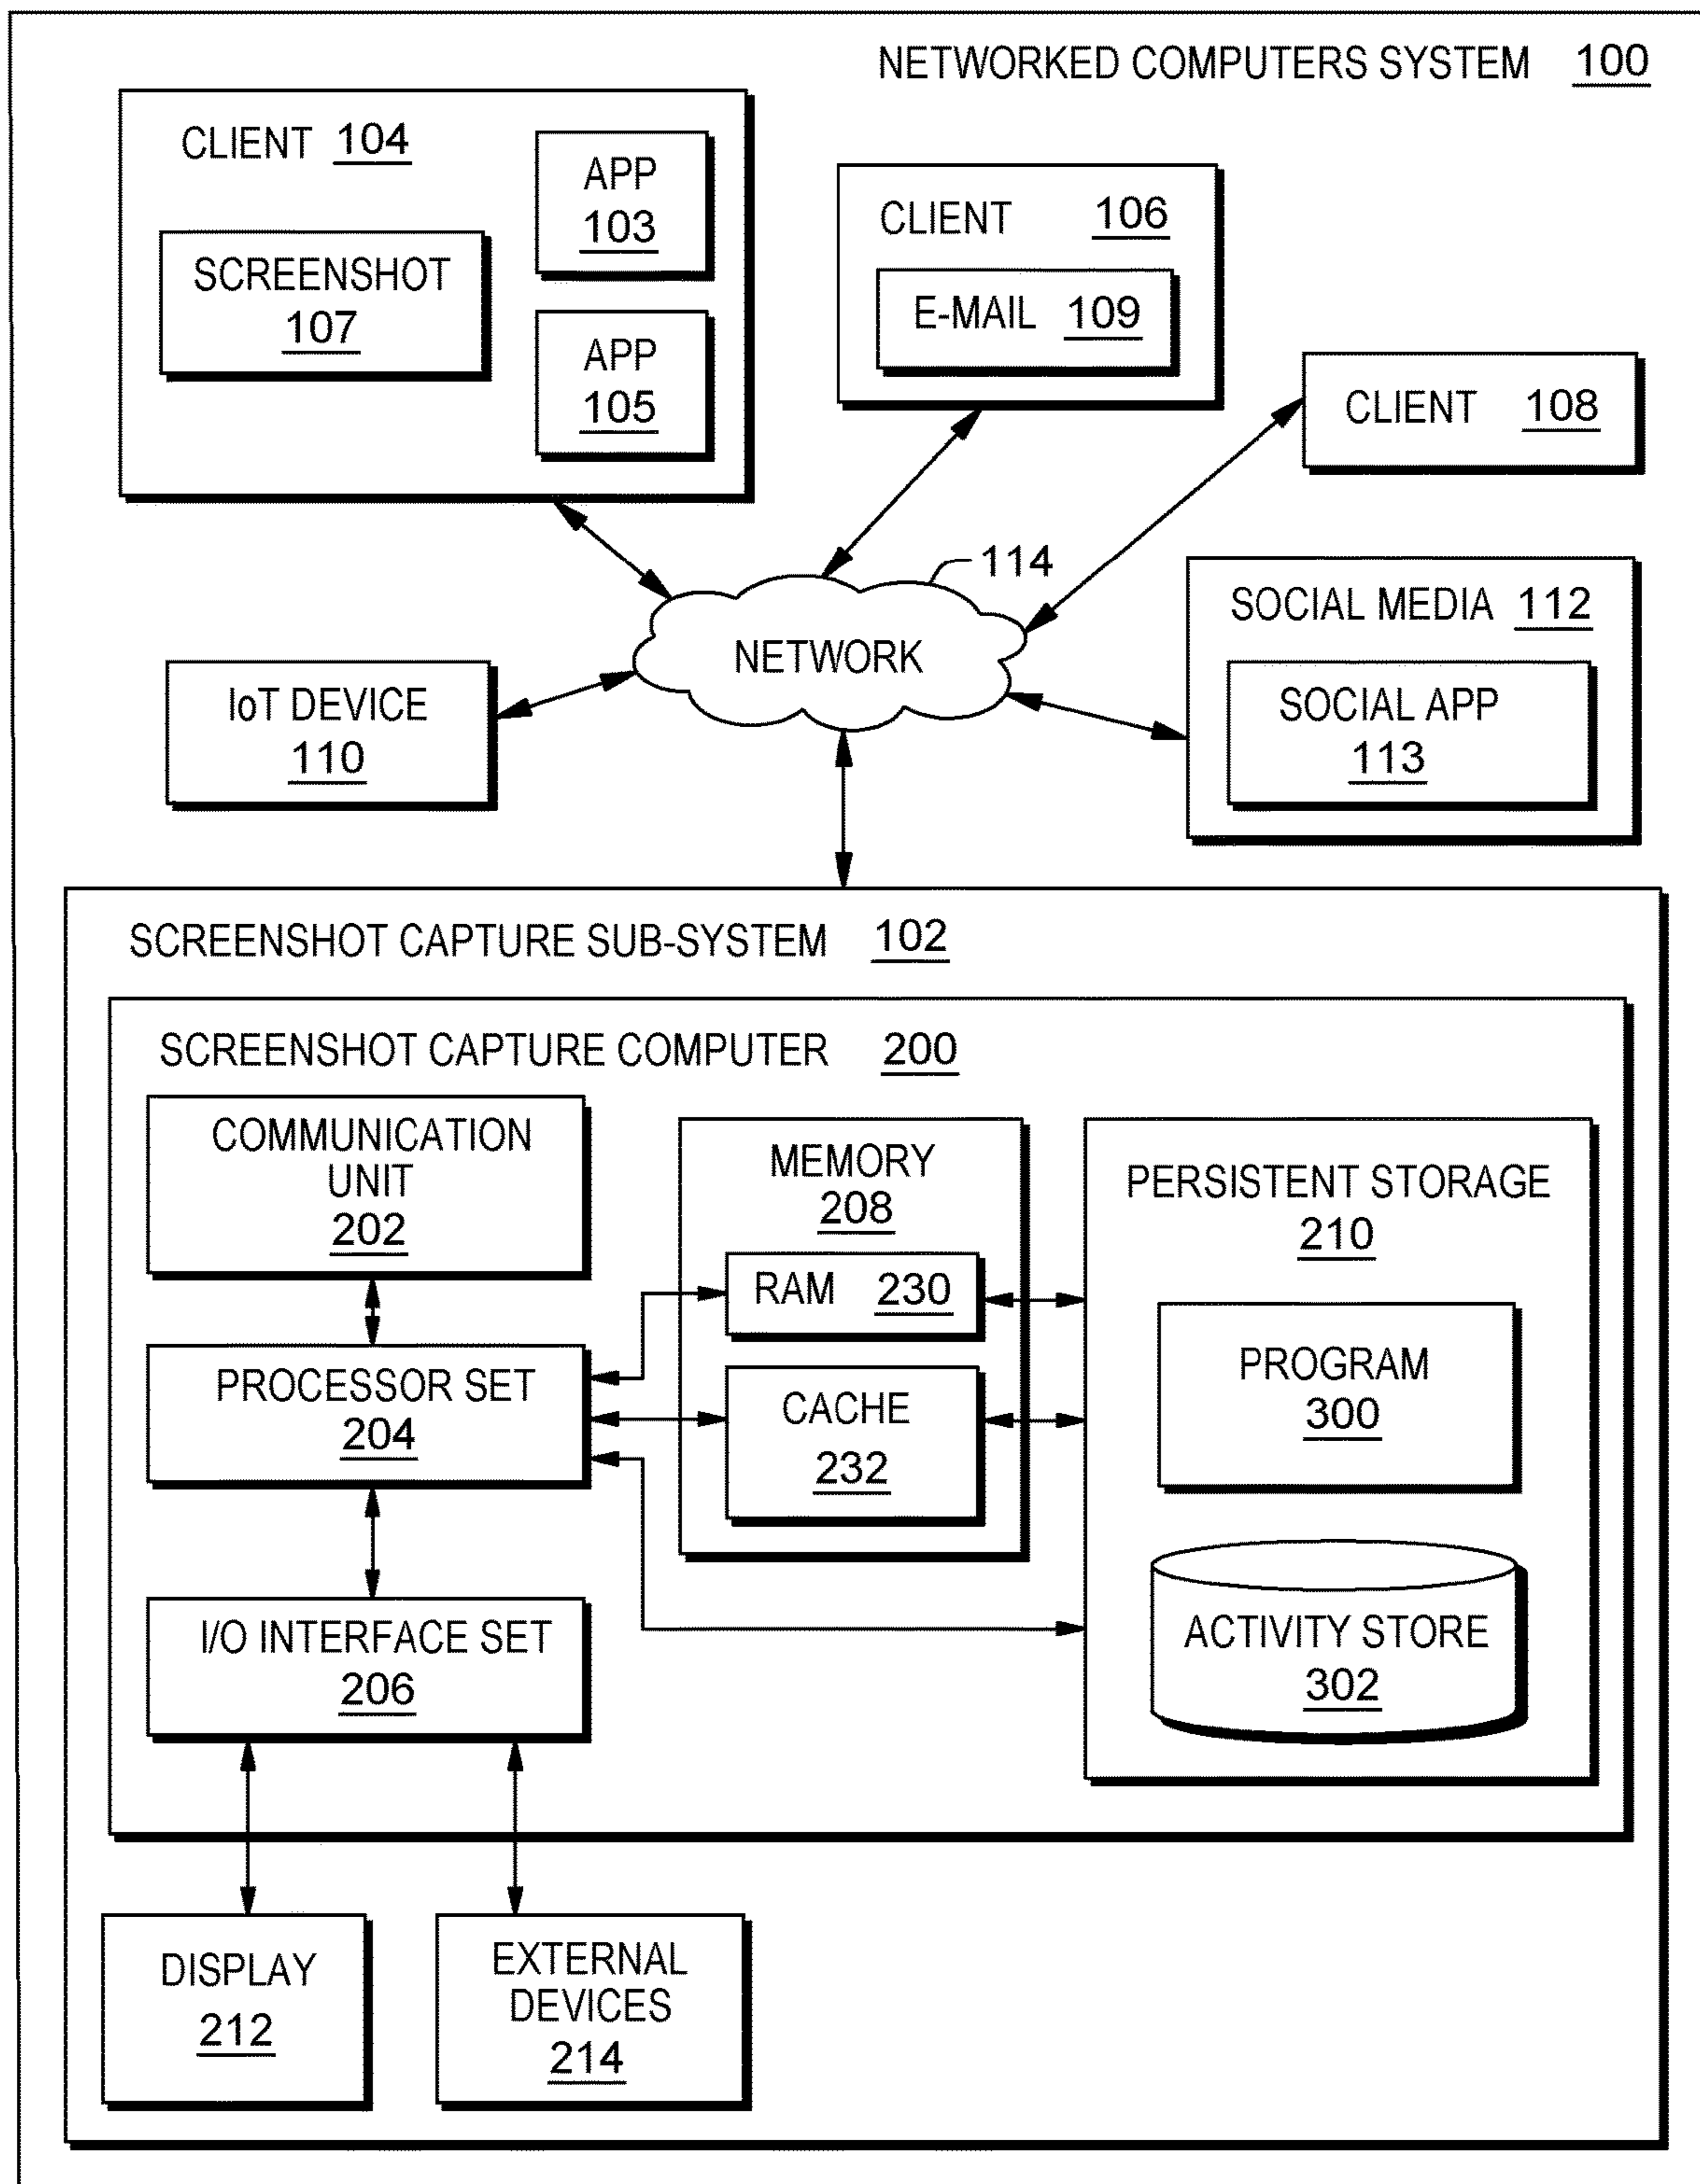 NETWORKED COMPUTERS SYSTEM 100
CLIENT 104
APP
103
SCREENSHOT
107
APP
105
CLIENT 106
E-MAIL 109
CLIENT 108
114
NETWORK
SOCIAL MEDIA 112
SOCIAL APP
113
IoT DEVICE
110
SCREENSHOT CAPTURE SUB-SYSTEM 102
SCREENSHOT CAPTURE COMPUTER 200
COMMUNICATION
UNIT
202
PROCESSOR SET
204
I/O INTERFACE SET
206
MEMORY
208
RAM 230
CACHE
232
PERSISTENT STORAGE
210
PROGRAM
300
ACTIVITY STORE
302
DISPLAY
212
EXTERNAL
DEVICES
214